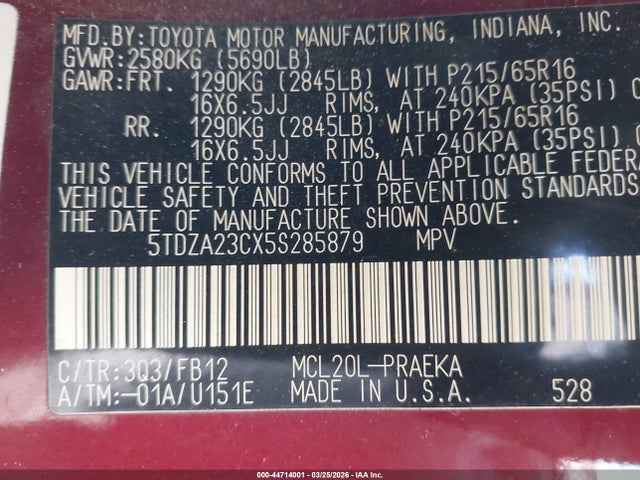 MFD.BY:TOYOTA MOTOR MANUFACTURING, INDIANA, INC.
GVWR:2580KG (5690LB)
GAWR:FRT. 1290KG (2845LB) WITH P215/65R16
16X6.5JJ RIMS, AT 240KPA (35PSI) C
RR. 1290KG (2845LB) WITH P215/65R16
16X6.5JJ RIMS, AT 240KPA (35PSI) C
THIS VEHICLE CONFORMS TO ALL APPLICABLE FEDER
VEHICLE SAFETY AND THEFT PREVENTION STANDARDS
THE DATE OF MANUFACTURE SHOWN ABOVE.
5TDZA23CX5S285879 MPV
C/TR:3Q3/FB12 MCL20L-PRAEKA
A/TM:-01A/U151E MADE IN U.S.A. 528
000-44714001 - 03/25/2026 - IAA Inc.